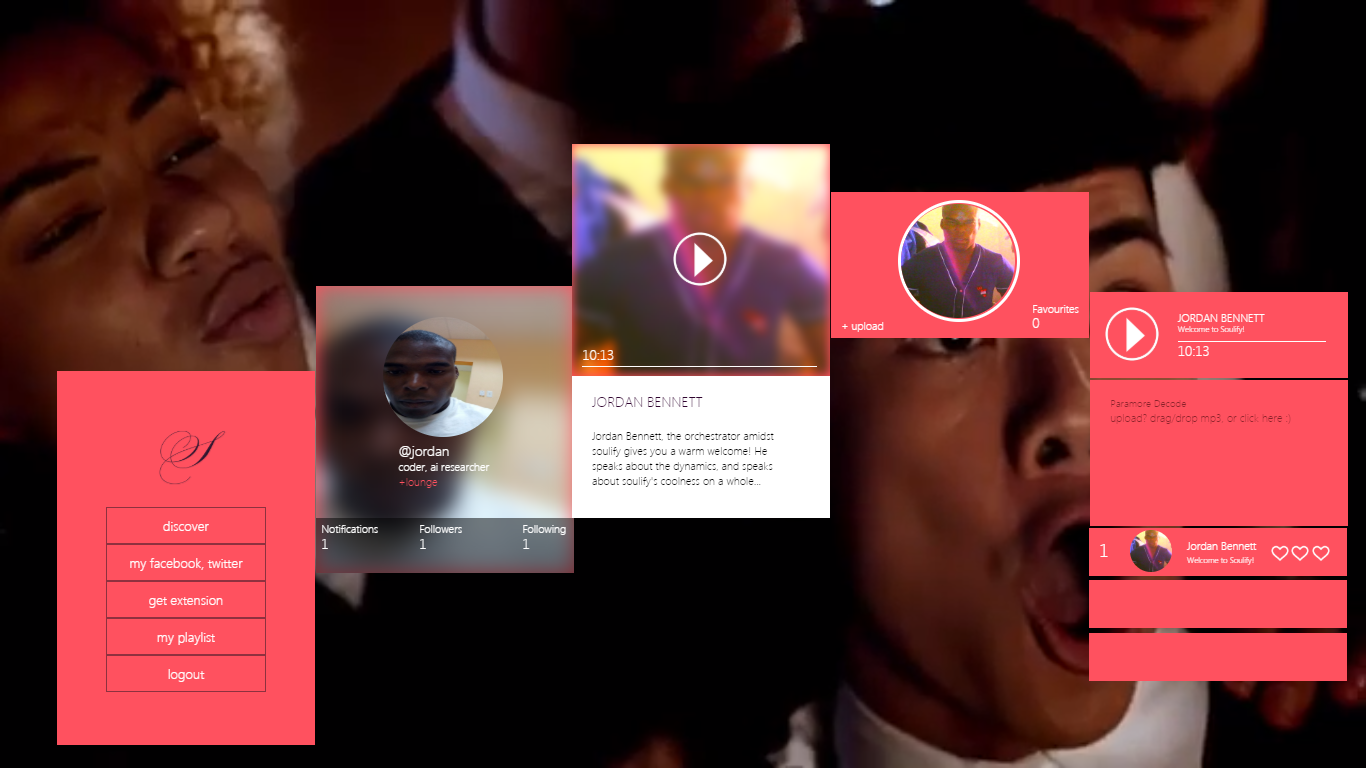 S
discover
my facebook, twitter
get extension
my playlist
logout
@jordan
coder, ai researcher
+lounge
Notifications
1
Followers
1
Following
1
10:13
JORDAN BENNETT
Jordan Bennett, the orchestrator amidst
soulify gives you a warm welcome! He
speaks about the dynamics, and speaks
about soulify's coolness on a whole...
+ upload
Favourites
0
JORDAN BENNETT
Welcome to Soulify!
10:13
Paramore Decode
upload? drag/drop mp3, or click here :)
1
Jordan Bennett
Welcome to Soulify!